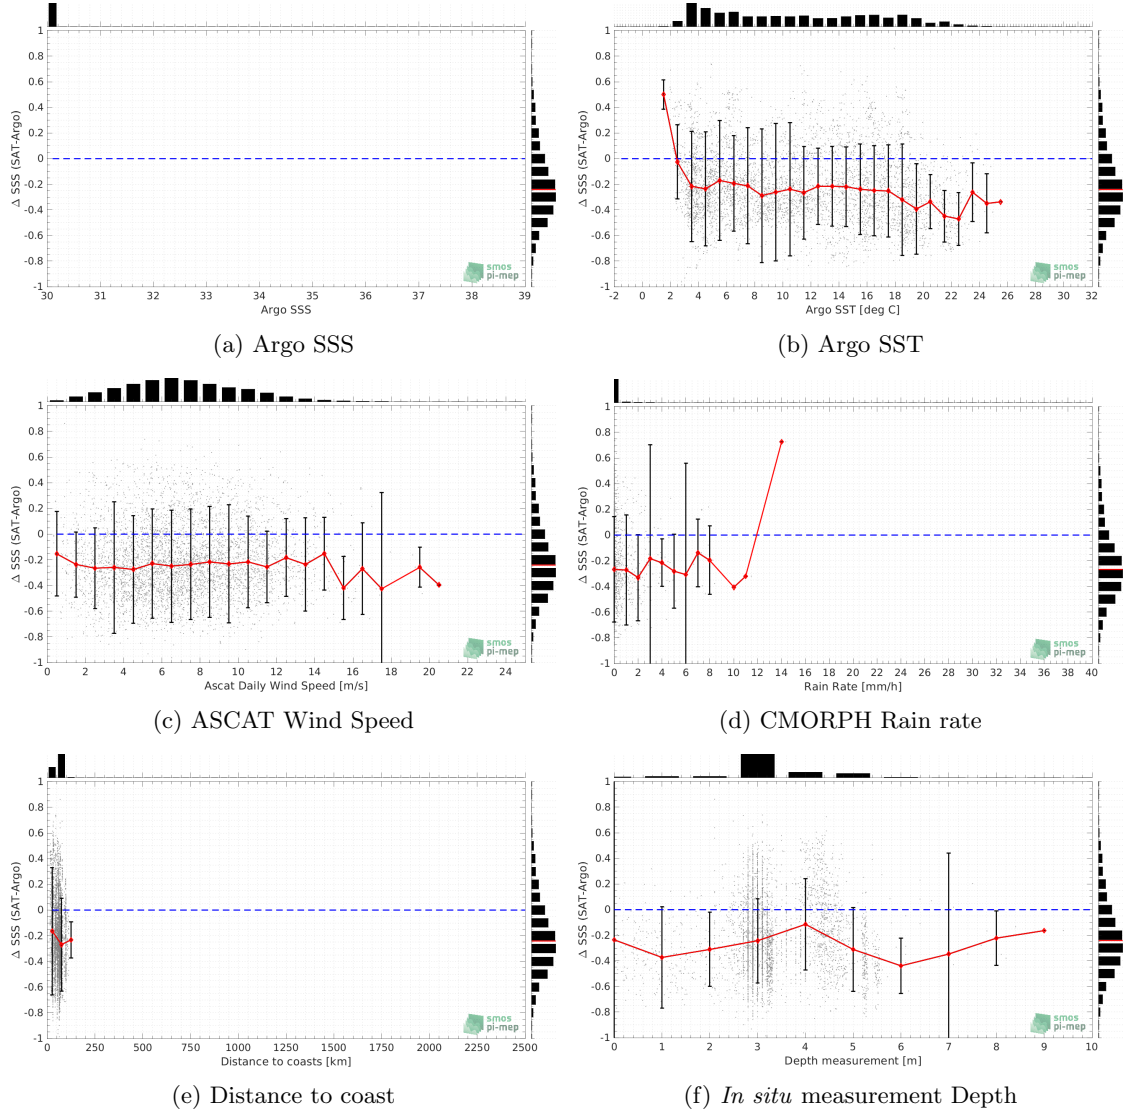 1
0.8
0.6
0.4
0.2
0
-0.2
-0.4
-0.6
-0.8
-1
Δ SSS (SAT-Argo)
30 31 32 33 34 35 36 37 38 39
Argo SSS
smos
pi-mep
(a) Argo SSS
1
0.8
0.6
0.4
0.2
0
-0.2
-0.4
-0.6
-0.8
-1
Δ SSS (SAT-Argo)
-2 0 2 4 6 8 10 12 14 16 18 20 22 24 26 28 30 32
Argo SST [deg C]
smos
pi-mep
(b) Argo SST
1
0.8
0.6
0.4
0.2
0
-0.2
-0.4
-0.6
-0.8
-1
Δ SSS (SAT-Argo)
0 2 4 6 8 10 12 14 16 18 20 22 24
Ascat Daily Wind Speed [m/s]
smos
pi-mep
(c) ASCAT Wind Speed
1
0.8
0.6
0.4
0.2
0
-0.2
-0.4
-0.6
-0.8
-1
Δ SSS (SAT-Argo)
0 2 4 6 8 10 12 14 16 18 20 22 24 26 28 30 32 34 36 38 40
Rain Rate [mm/h]
smos
pi-mep
(d) CMORPH Rain rate
1
0.8
0.6
0.4
0.2
0
-0.2
-0.4
-0.6
-0.8
-1
Δ SSS (SAT-Argo)
0 250 500 750 1000 1250 1500 1750 2000 2250 2500
Distance to coasts [km]
smos
pi-mep
(e) Distance to coast
1
0.8
0.6
0.4
0.2
0
-0.2
-0.4
-0.6
-0.8
-1
Δ SSS (SAT-Argo)
0 1 2 3 4 5 6 7 8 9 10
Depth measurement [m]
smos
pi-mep
(f) In situ measurement Depth